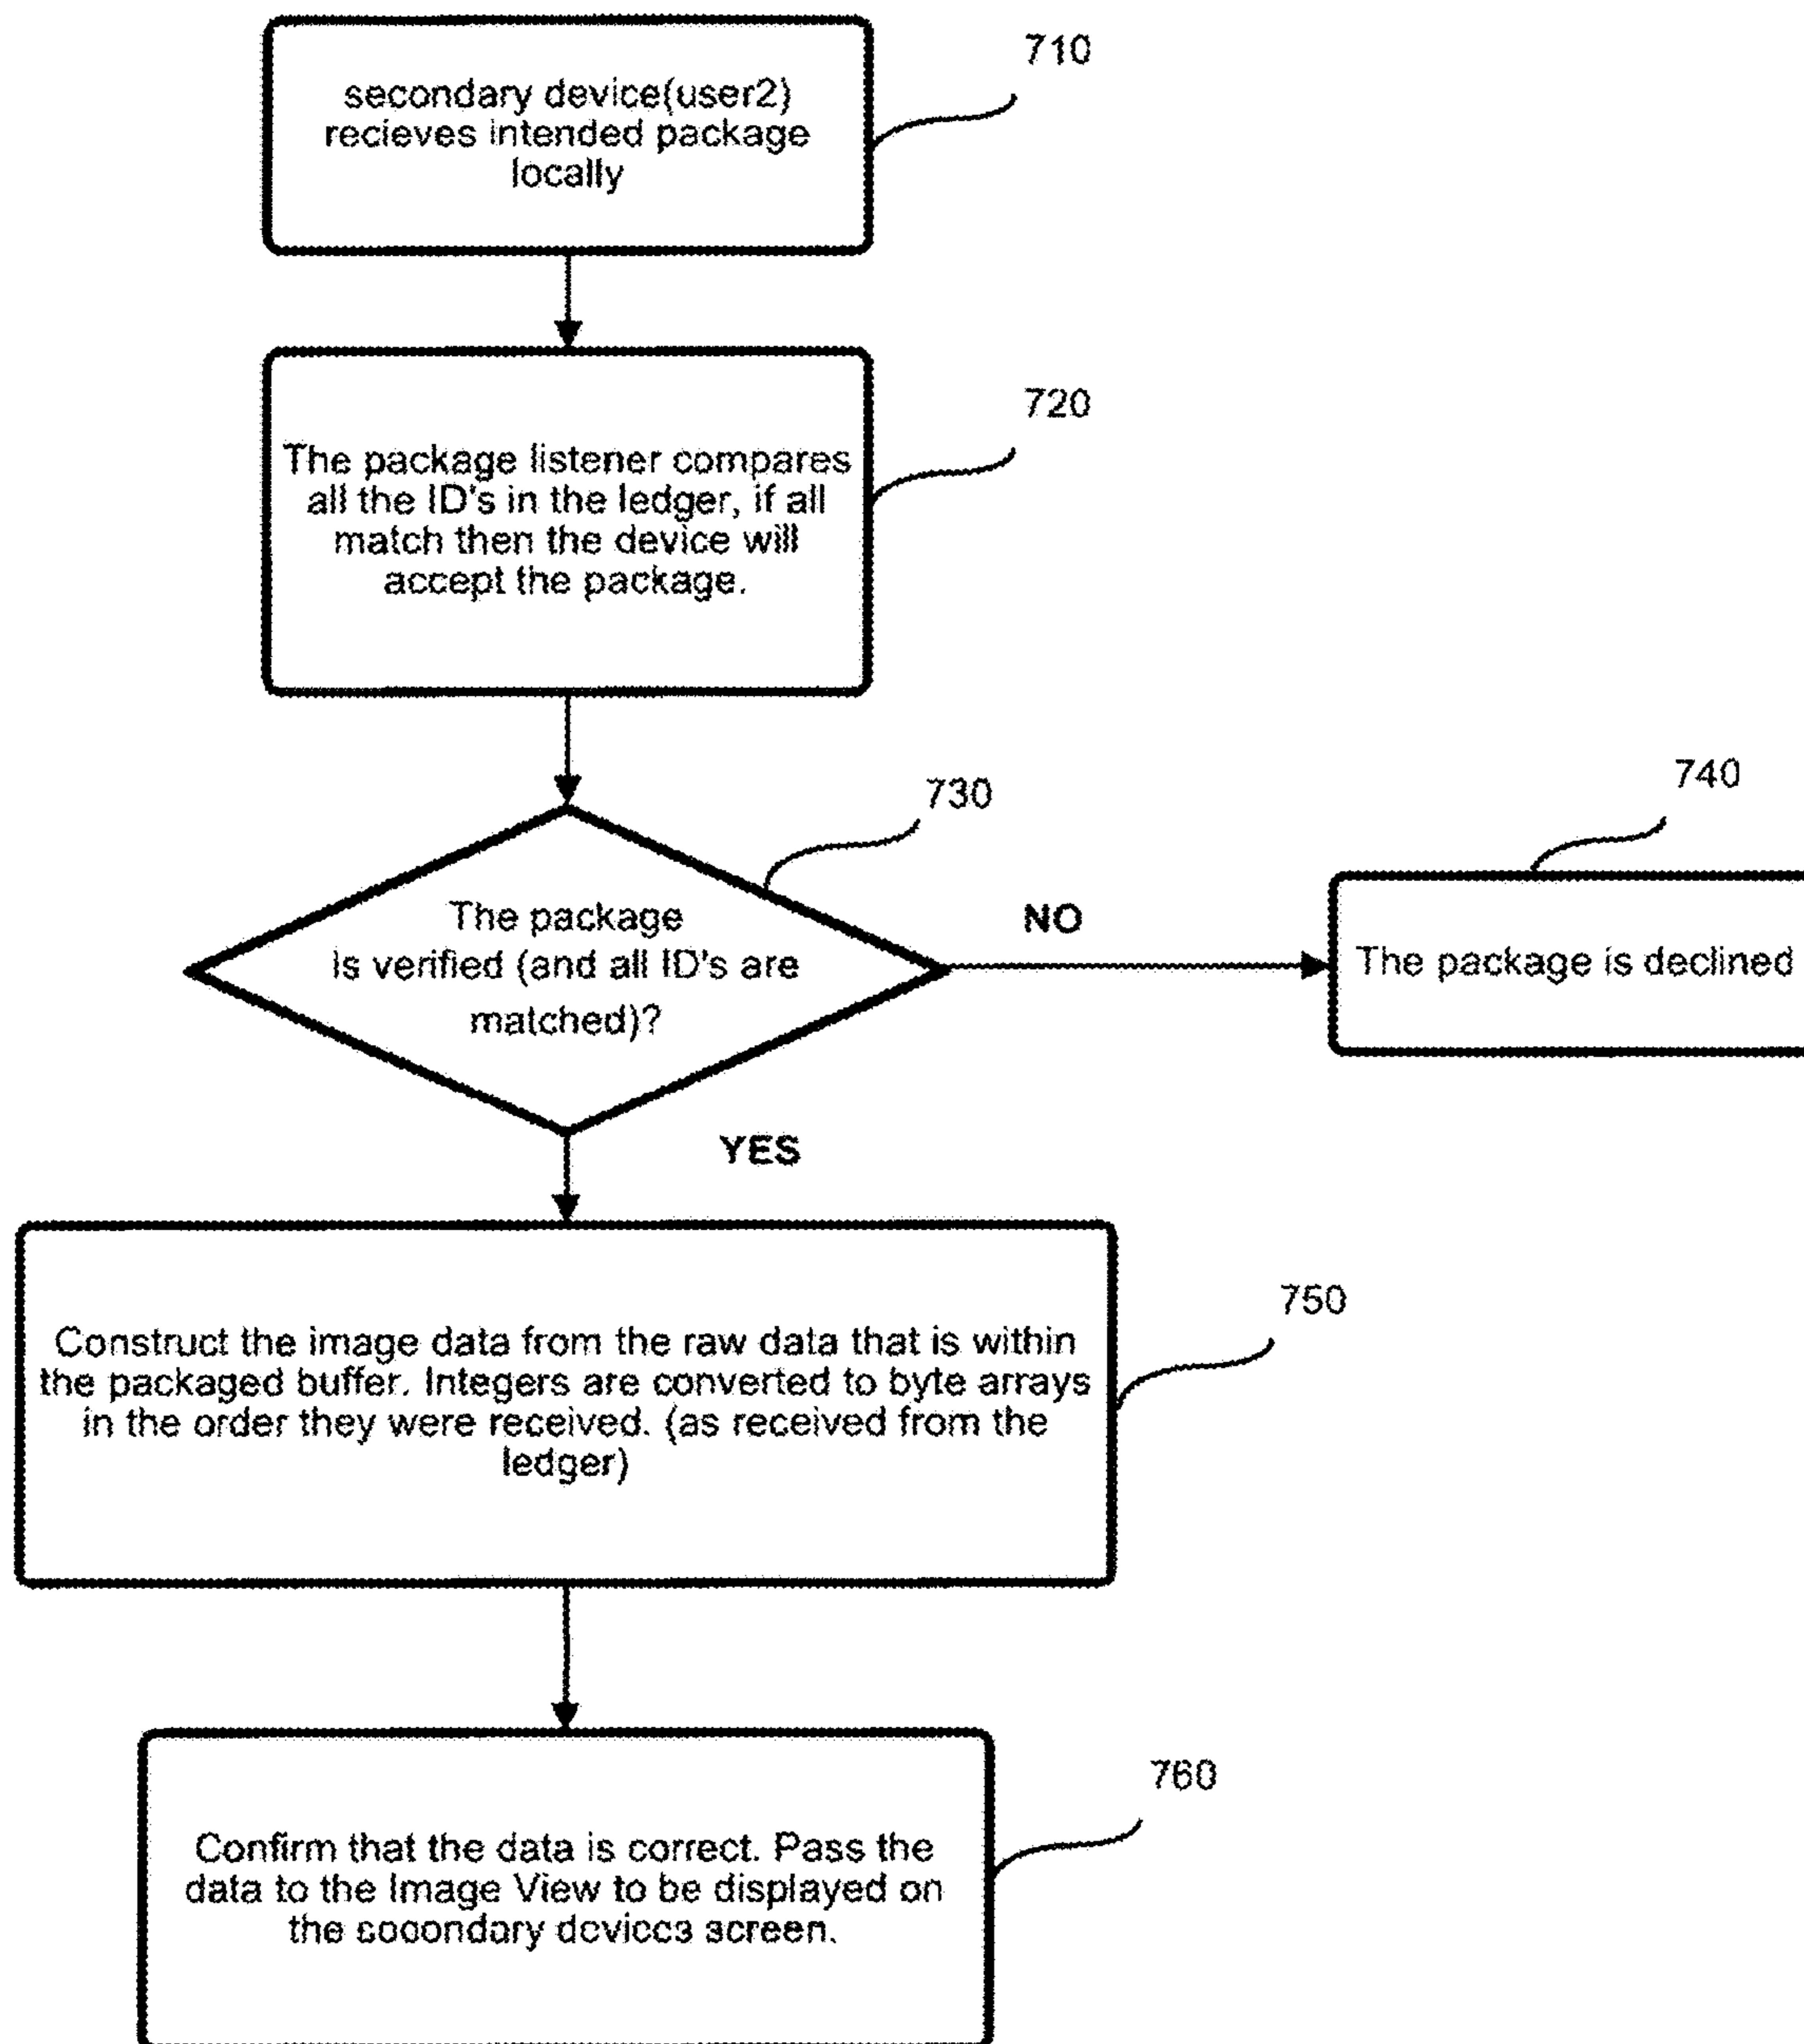 710
secondary device(user2)
recieves intended package
locally
720
The package listener compares
all the ID's in the ledger, if all
match then the device will
accept the package.
730
The package
is verified (and all ID's are
matched)?
NO
740
The package is declined
YES
750
Construct the image data from the raw data that is within
the packaged buffer. Integers are converted to byte arrays
in the order they were received. (as received from the
ledger)
760
Confirm that the data is correct. Pass the
data to the Image View to be displayed on
the secondary devices screen.